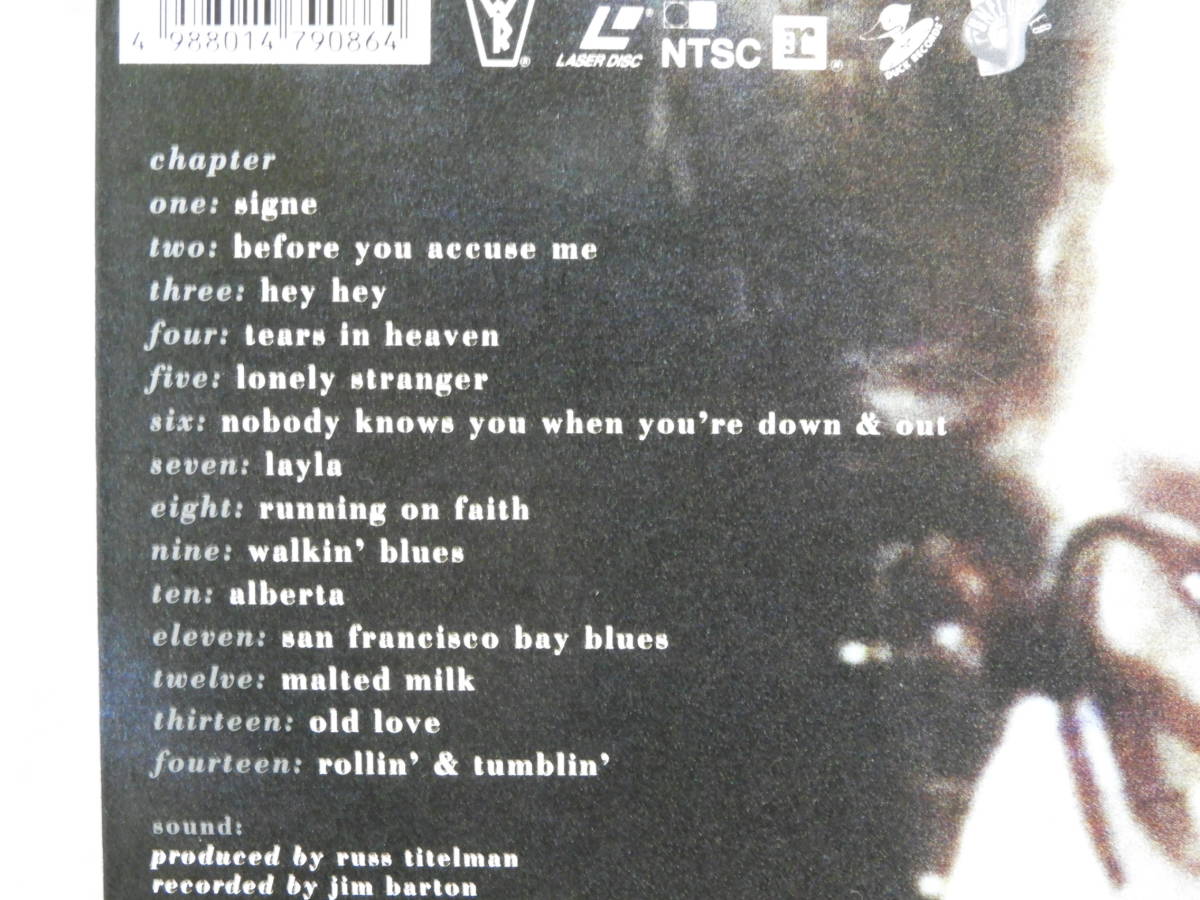 4 988014 790864
LASER DISC NTSC
DUCK RECORDS
chapter
one: signe
two: before you accuse me
three: hey hey
four: tears in heaven
five: lonely stranger
six: nobody knows you when you're down & out
seven: layla
eight: running on faith
nine: walkin' blues
ten: alberta
eleven: san francisco bay blues
twelve: malted milk
thirteen: old love
fourteen: rollin' & tumblin'
sound:
produced by russ titelman
recorded by jim barton